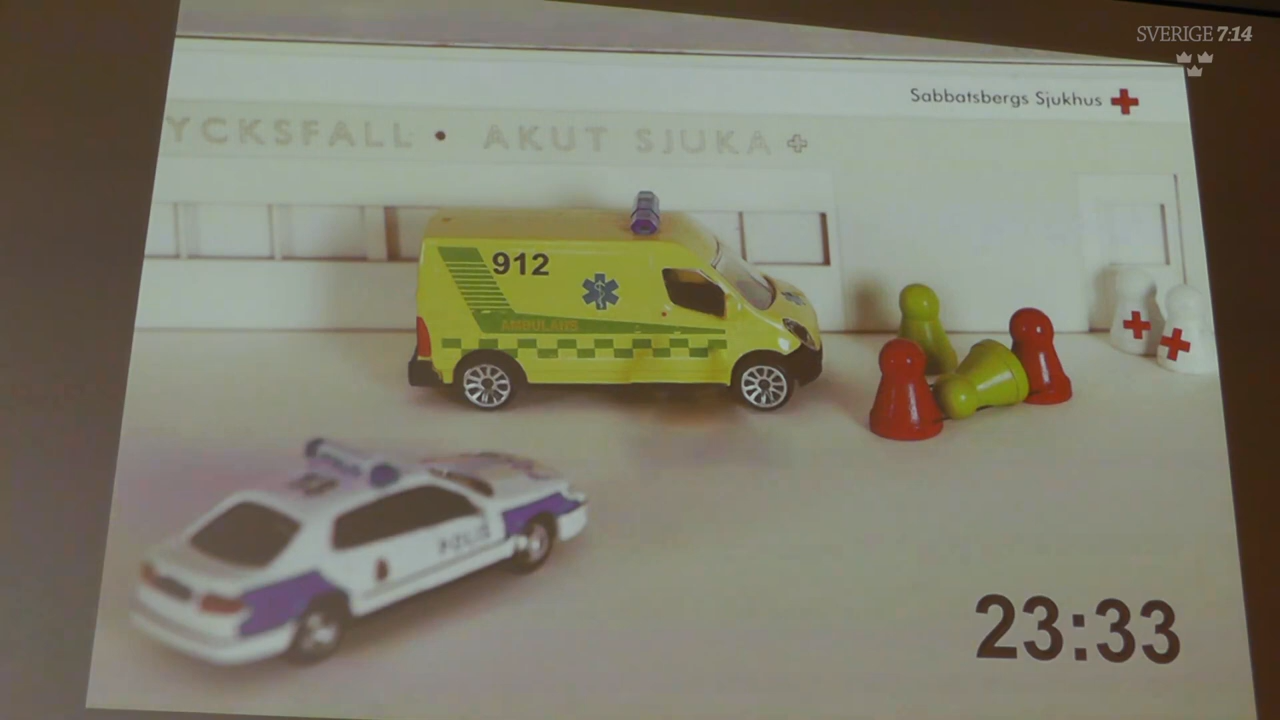 SVERIGE 7:14
Sabbatsbergs Sjukhus
YCKSFALL • AKUT SJUKA
912
AMBULANS
POLIS
23:33